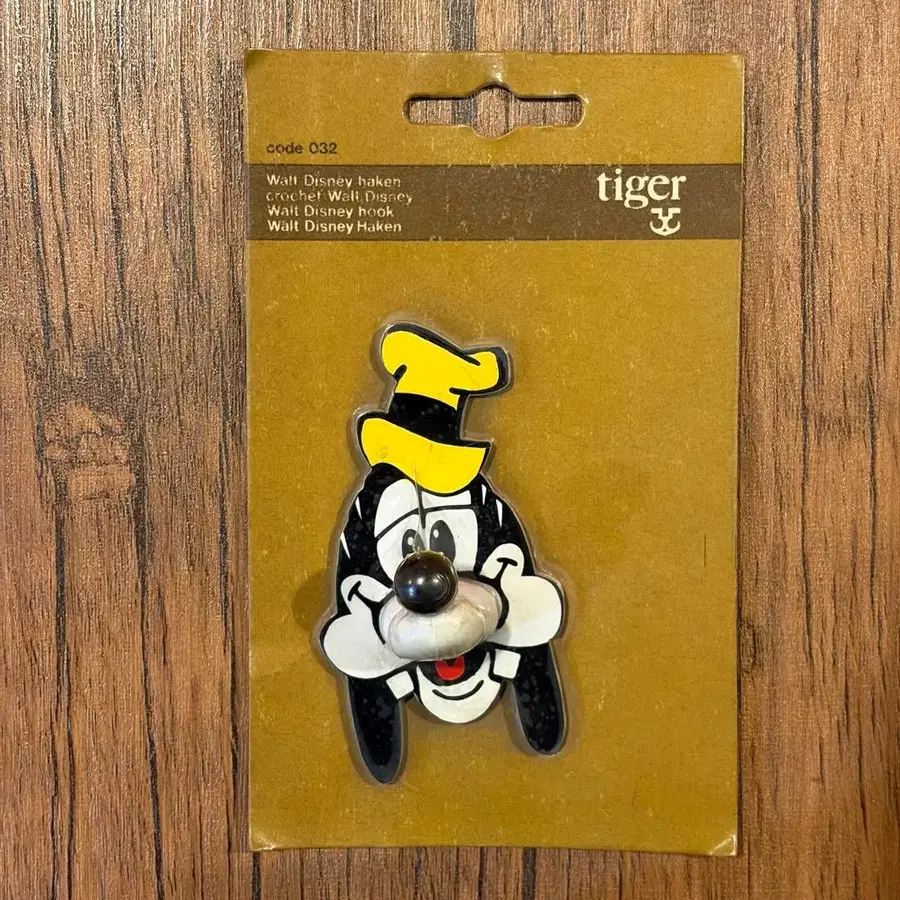 code 032
Walt Disney haken
crochet Walt Disney
Walt Disney hook
Walt Disney Haken
tiger